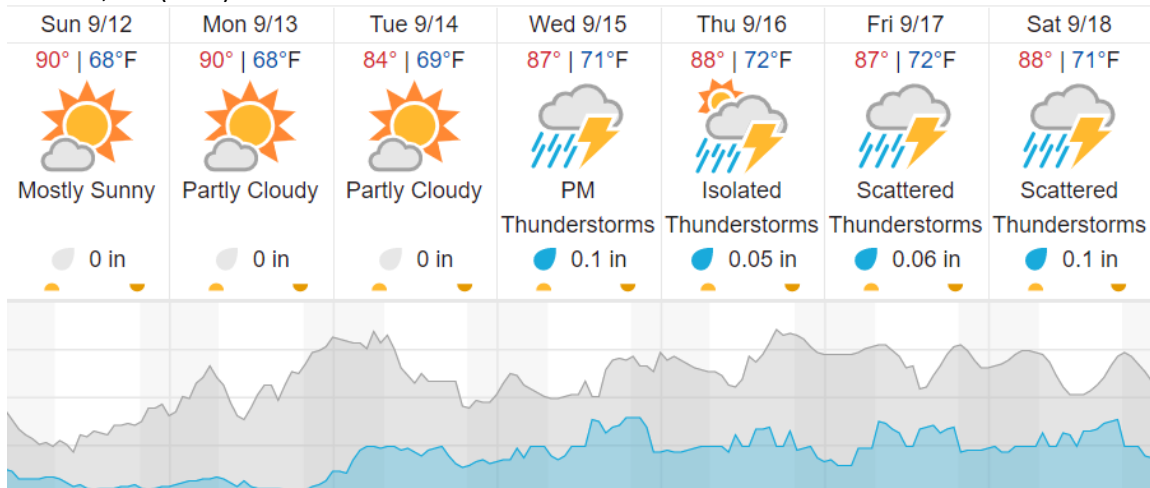 Sun 9/12 Mon 9/13 Tue 9/14 Wed 9/15 Thu 9/16 Fri 9/17 Sat 9/18
90° | 68°F 90° | 68°F 84° | 69°F 87° | 71°F 88° | 72°F 87° | 72°F 88° | 71°F
Mostly Sunny Partly Cloudy Partly Cloudy PM Isolated Scattered Scattered
Thunderstorms Thunderstorms Thunderstorms Thunderstorms
0 in 0 in 0 in 0.1 in 0.05 in 0.06 in 0.1 in